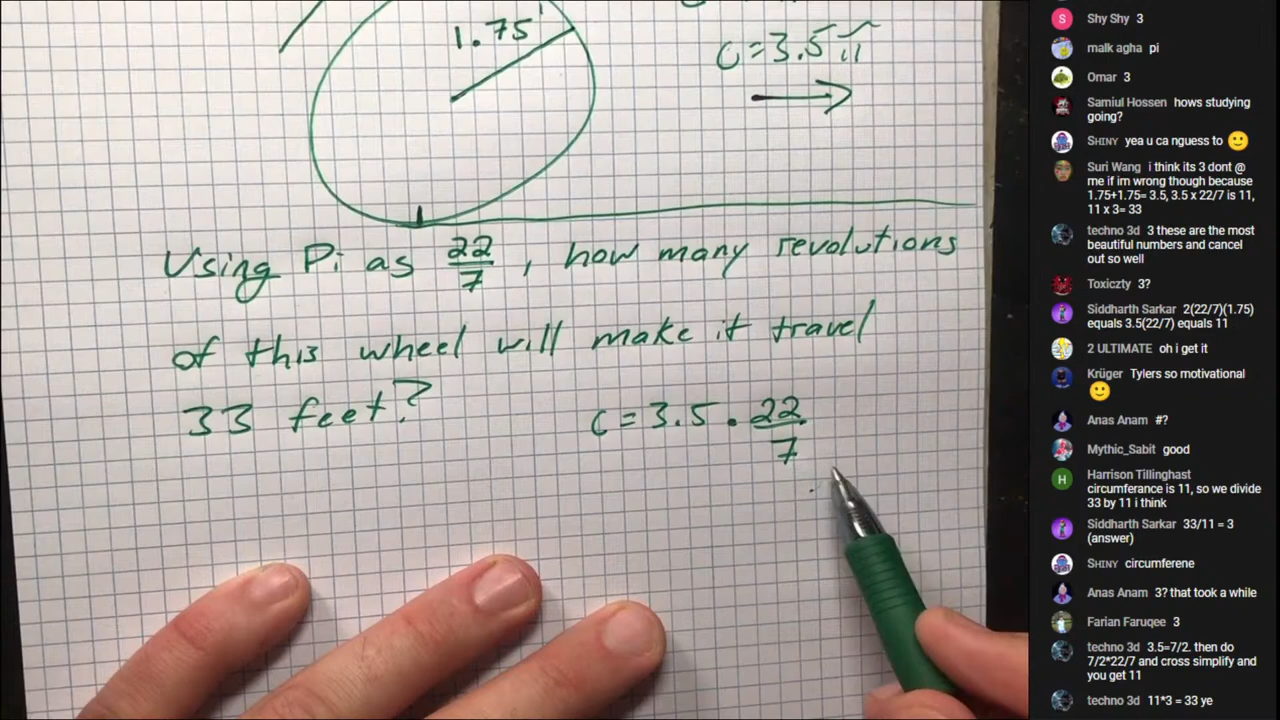 1.75'
c=3.5π
Using Pi as 22/7, how many revolutions
of this wheel will make it travel
33 feet?
c=3.5·22/7
S
Shy Shy 3
malk agha pi
Omar 3
Samiul Hossen hows studying
going?
SHINY yea u ca nguess to 🙂
Suri Wang i think its 3 dont @
me if im wrong though because
1.75+1.75= 3.5, 3.5 x 22/7 is 11,
11 x 3= 33
techno 3d 3 these are the most
beautiful numbers and cancel
out so well
Toxiczty 3?
Siddharth Sarkar 2(22/7)(1.75)
equals 3.5(22/7) equals 11
2 ULTIMATE oh i get it
Krüger Tylers so motivational
🙂
Anas Anam #?
Mythic_Sabit good
H
Harrison Tillinghast
circumferance is 11, so we divide
33 by 11 i think
Siddharth Sarkar 33/11 = 3
(answer)
SHINY circumferene
Anas Anam 3? that took a while
Farian Faruqee 3
techno 3d 3.5=7/2. then do
7/2*22/7 and cross simplify and
you get 11
techno 3d 11*3 = 33 ye